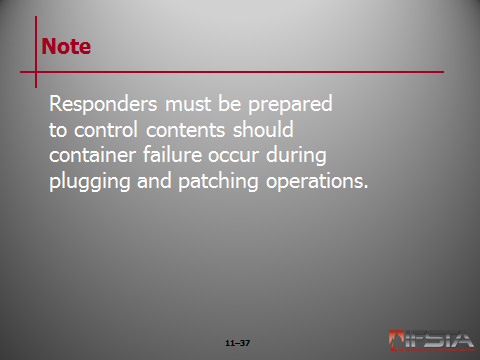 Note
Responders must be prepared
to control contents should
container failure occur during
plugging and patching operations.
11–37
IFSTA